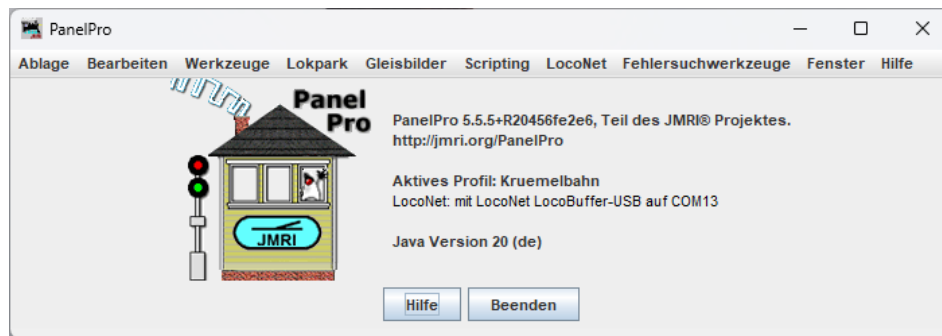 PanelPro
Ablage Bearbeiten Werkzeuge Lokpark Gleisbilder Scripting LocoNet Fehlersuchwerkzeuge Fenster Hilfe
Panel
Pro
PanelPro 5.5.5+R20456fe2e6, Teil des JMRI® Projektes.
http://jmri.org/PanelPro
Aktives Profil: Kruemelbahn
LocoNet: mit LocoNet LocoBuffer-USB auf COM13
JMRI
Java Version 20 (de)
Hilfe Beenden